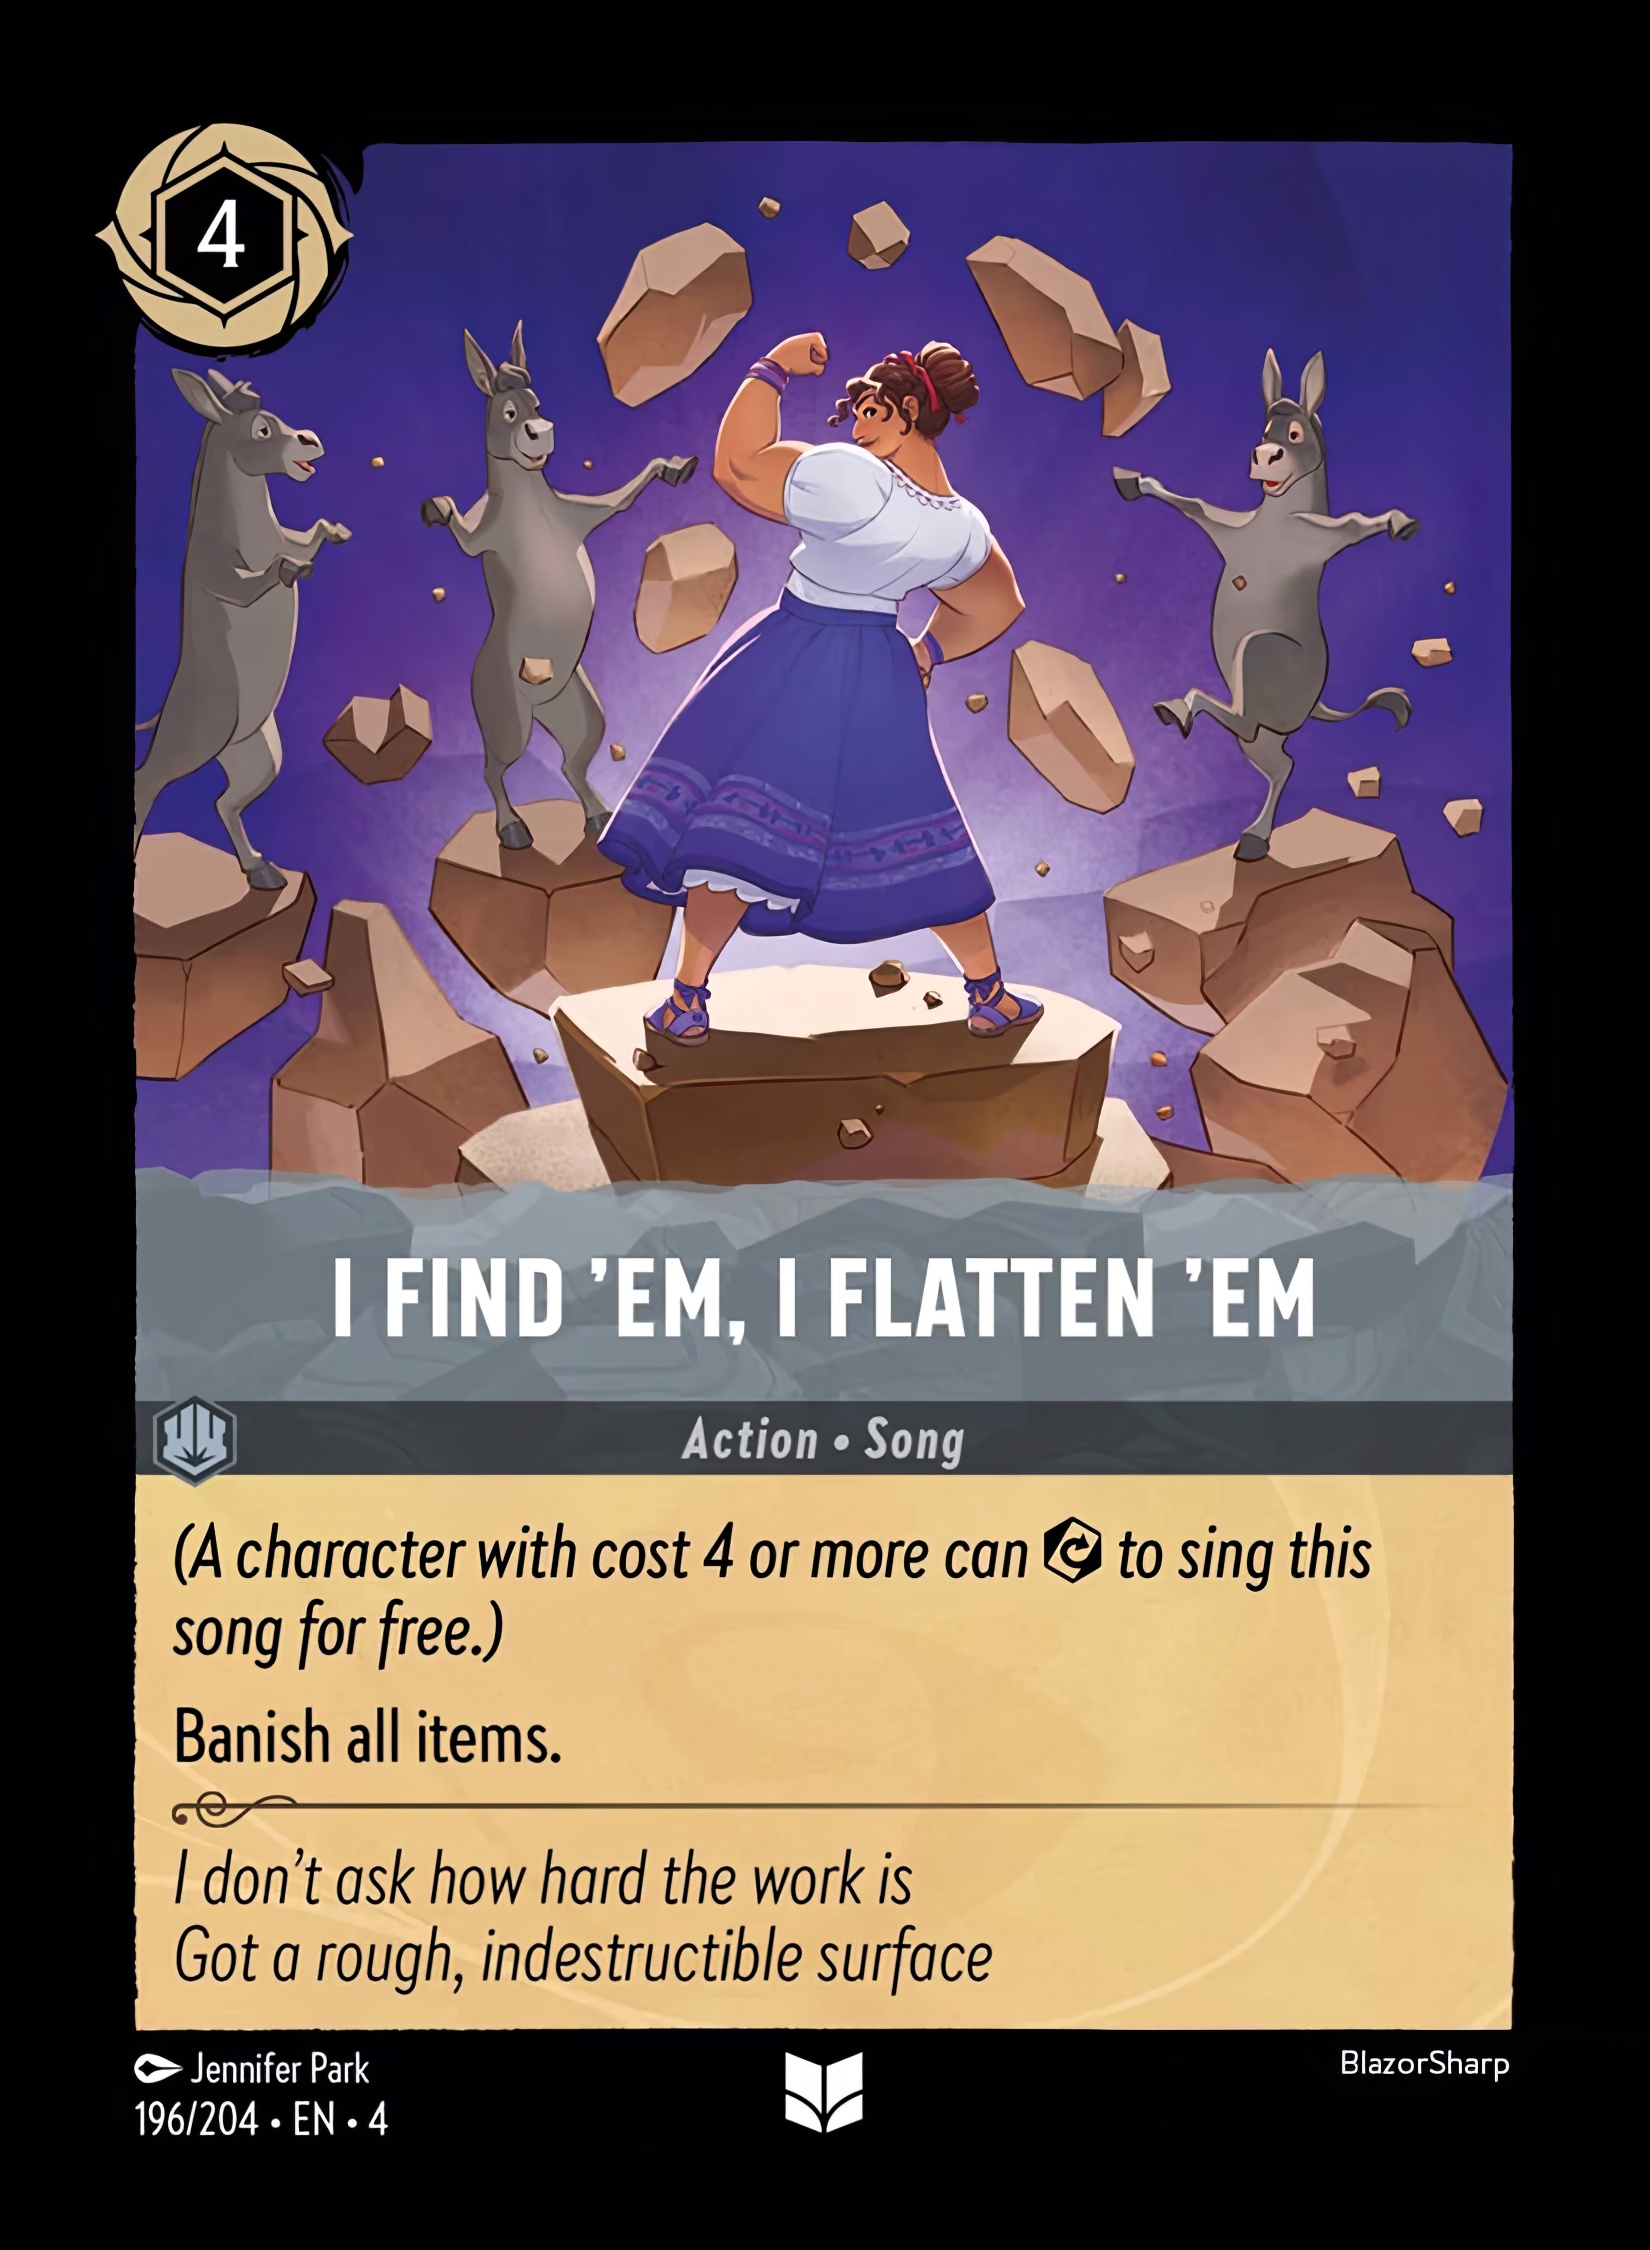 4
I FIND ’EM, I FLATTEN ’EM
Action • Song
(A character with cost 4 or more can to sing this
song for free.)
Banish all items.
I don’t ask how hard the work is
Got a rough, indestructible surface
Jennifer Park
BlazorSharp
196/204 • EN • 4